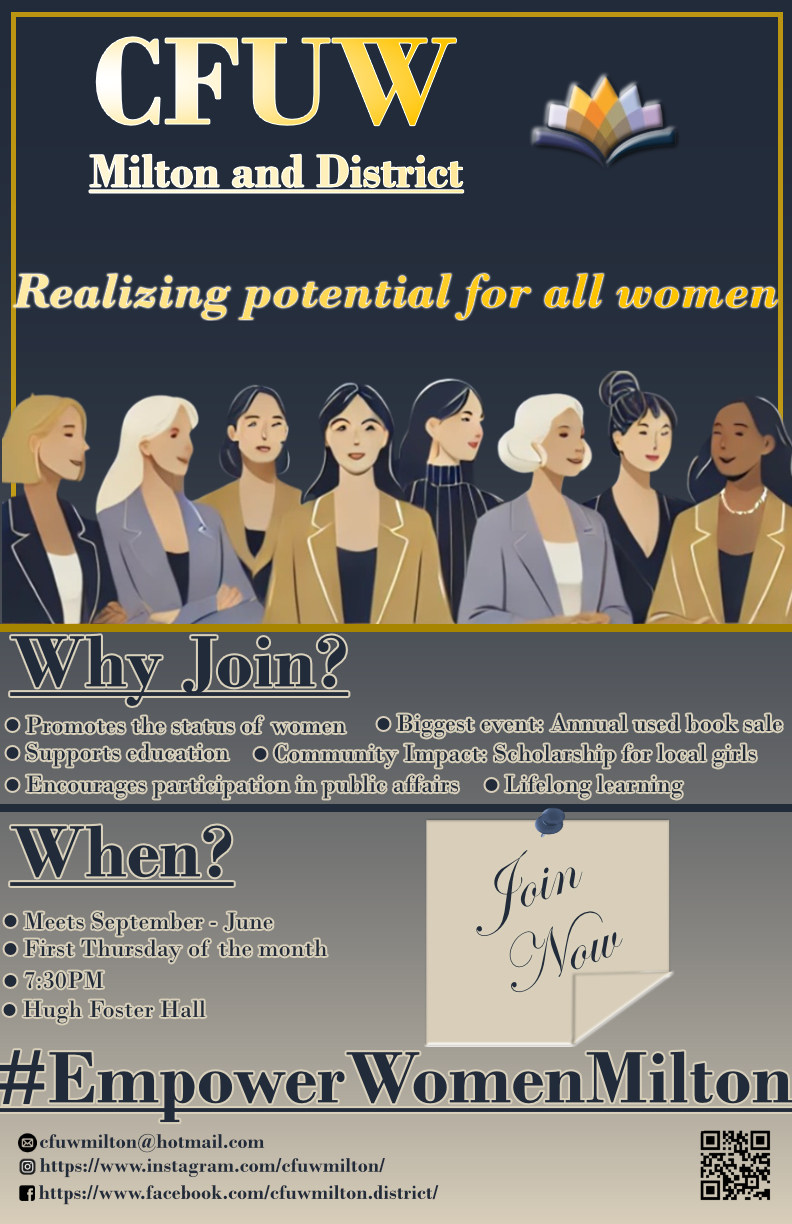 CFUW
Milton and District
Realizing potential for all women
Why Join?
• Promotes the status of women • Biggest event: Annual used book sale
• Supports education • Community Impact: Scholarship for local girls
• Encourages participation in public affairs • Lifelong learning
When?
• Meets September - June
• First Thursday of the month
• 7:30PM
• Hugh Foster Hall
Join
Now
#EmpowerWomenMilton
cfuwmilton@hotmail.com
https://www.instagram.com/cfuwmilton/
https://www.facebook.com/cfuwmilton.district/